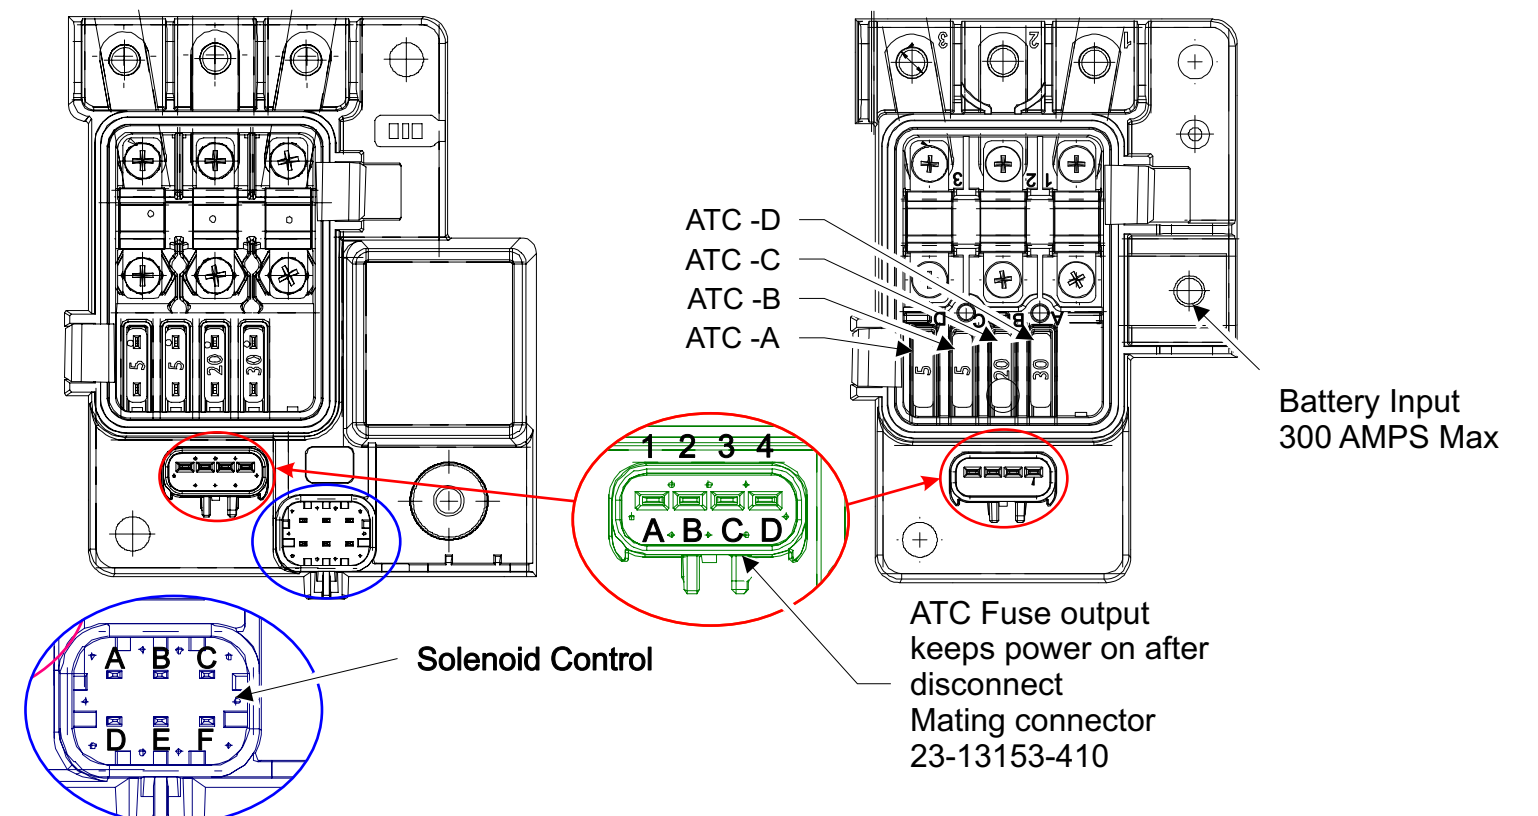 3
2
1
3
2
1
D
C
B
A
5
5
20
30
5
5
20
30
ATC -D
ATC -C
ATC -B
ATC -A
Battery Input
300 AMPS Max
1 2 3 4
A B C D
ATC Fuse output
keeps power on after
disconnect
Mating connector
23-13153-410
Solenoid Control
A B C
D E F